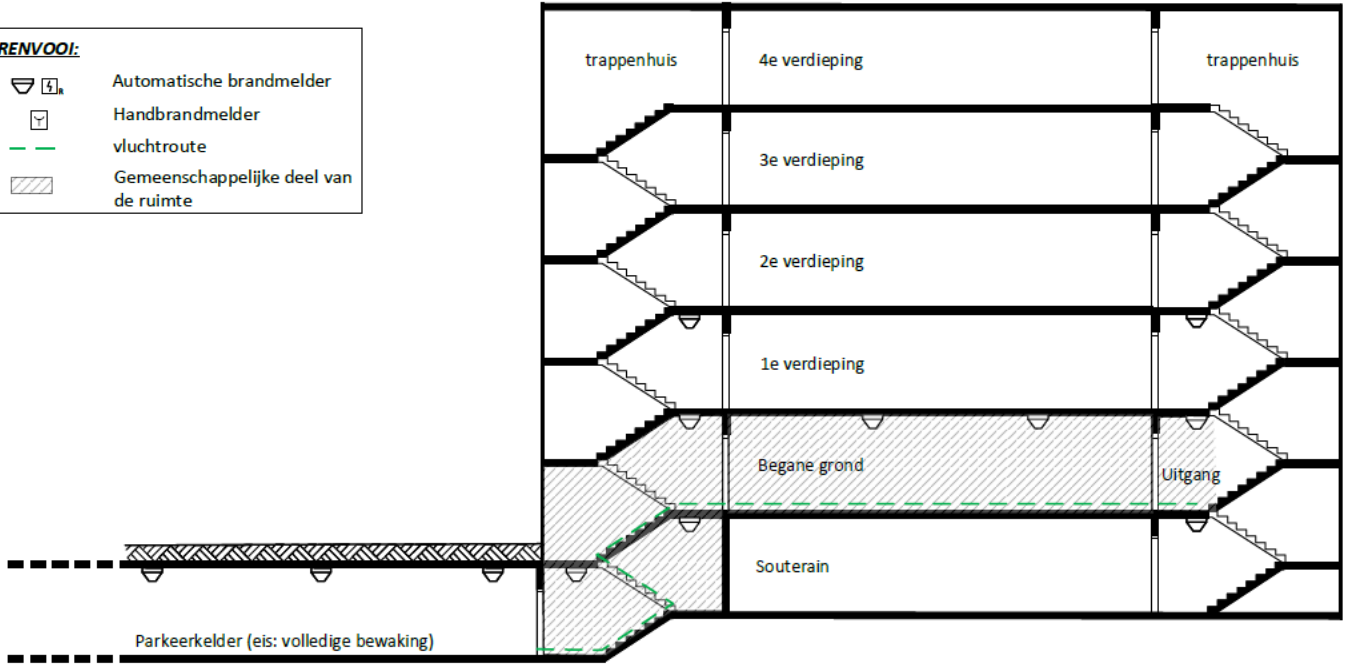 RENVOOI:
Automatische brandmelder
R
Handbrandmelder
vluchtroute
Gemeenschappelijke deel van
de ruimte
trappenhuis
4e verdieping
trappenhuis
3e verdieping
2e verdieping
1e verdieping
Begane grond
Uitgang
Souterain
Parkeerkelder (eis: volledige bewaking)